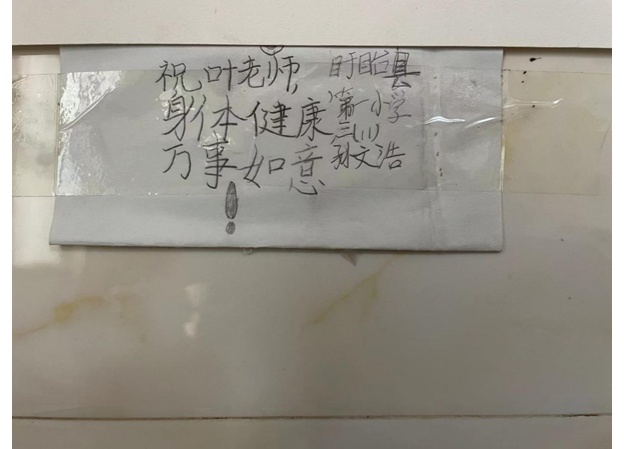 祝叶老师,
身体健康
万事如意
!
盱眙县
第一小学
三(11)
孙文浩